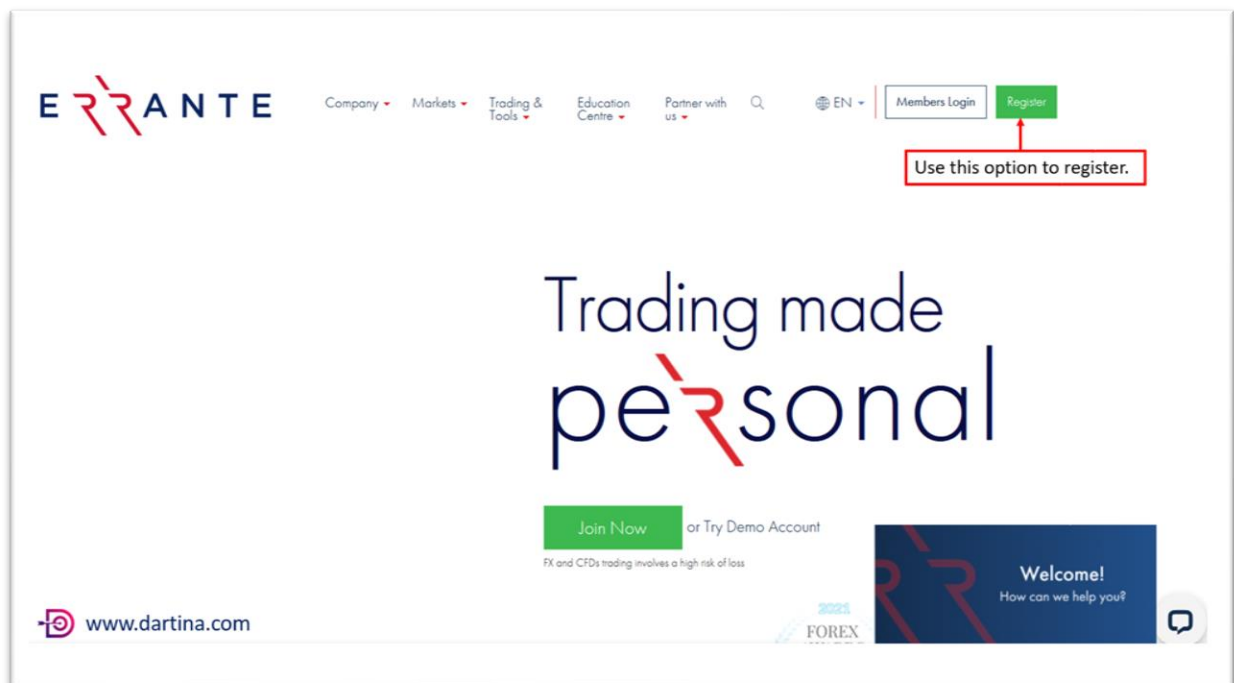 ERRANTE
Company
Markets
Trading &
Tools
Education
Centre
Partner with
us
EN
Members Login
Register
Use this option to register.
Trading made
personal
Join Now
or Try Demo Account
FX and CFDs trading involves a high risk of loss
Welcome!
How can we help you?
2021
FOREX
www.dartina.com